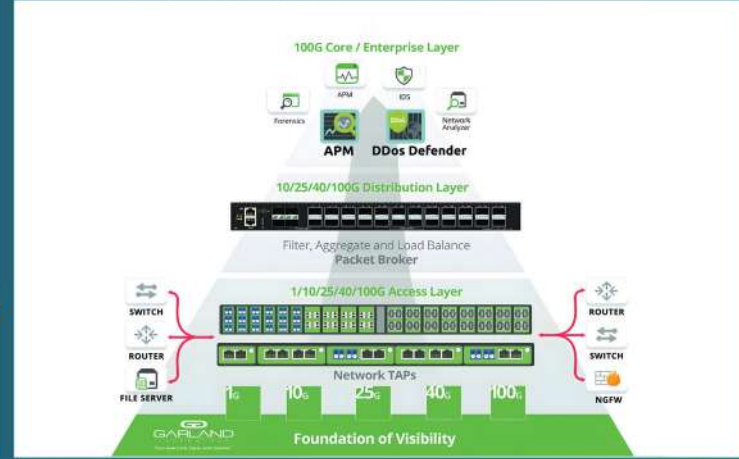 100G Core / Enterprise Layer
APM
IDS
Forensics
Network
Analyzer
APM
DDos Defender
10/25/40/100G Distribution Layer
Filter, Aggregate and Load Balance
Packet Broker
1/10/25/40/100G Access Layer
SWITCH
ROUTER
FILE SERVER
ROUTER
SWITCH
NGFW
Network TAPs
1G
10G
25G
40G
100G
GARLAND
Foundation of Visibility